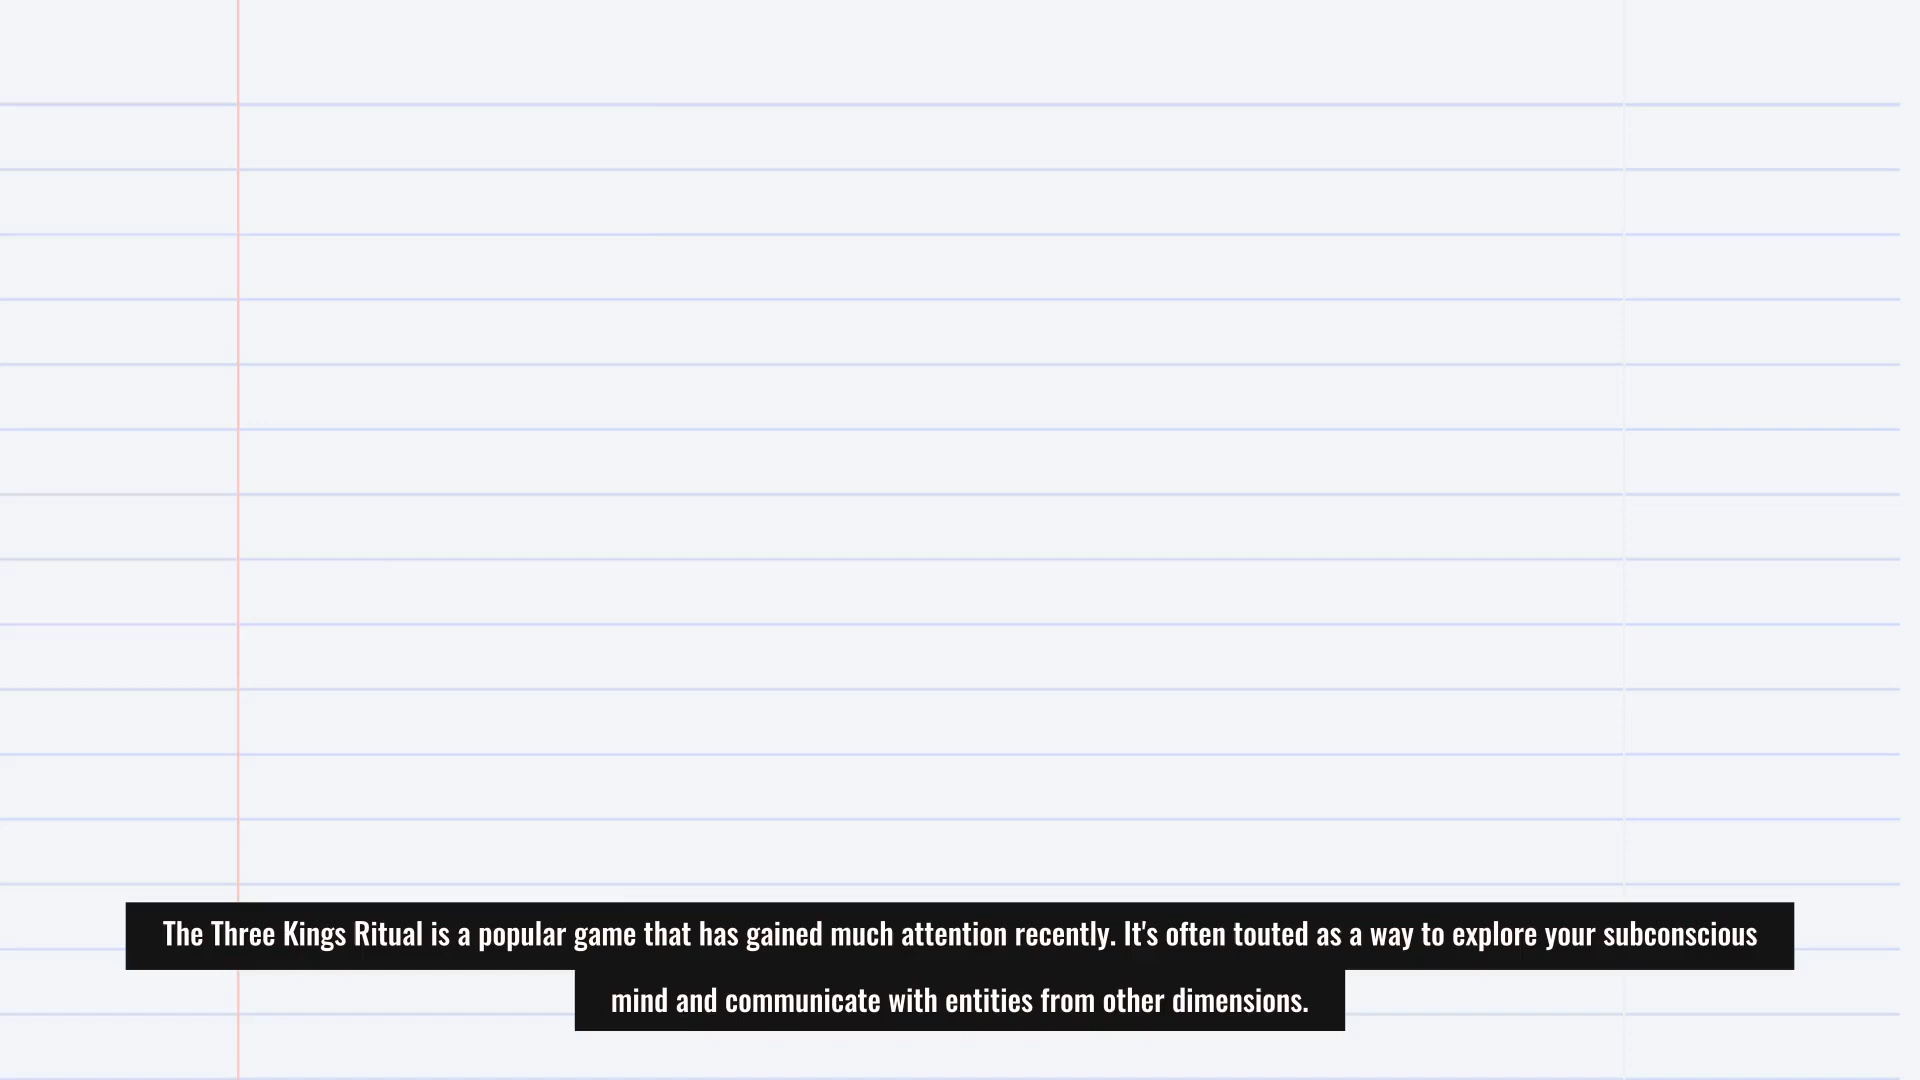 The Three Kings Ritual is a popular game that has gained much attention recently. It's often touted as a way to explore your subconscious
mind and communicate with entities from other dimensions.